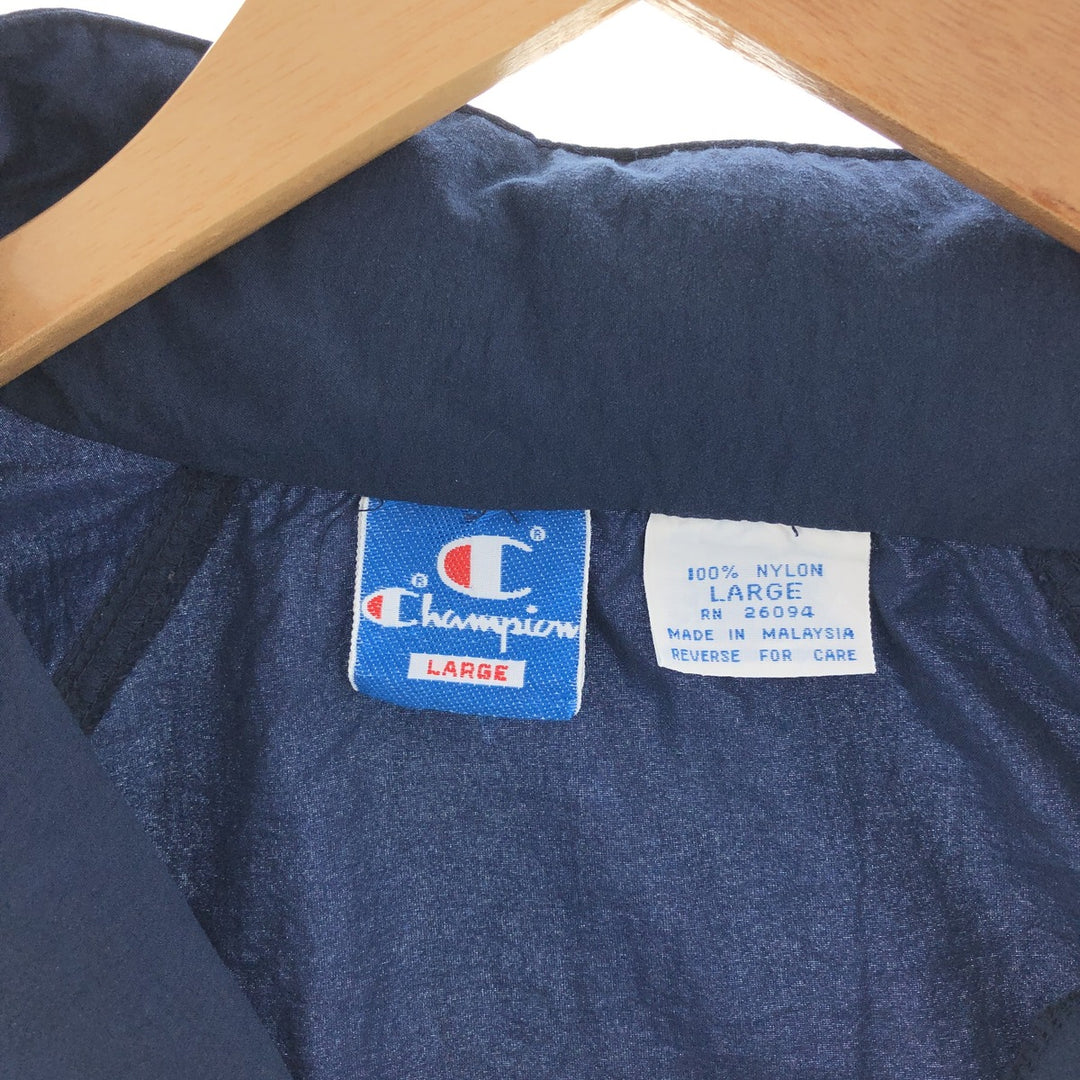 C®
®Champion
LARGE
100% NYLON
LARGE
RN 26094
MADE IN MALAYSIA
REVERSE FOR CARE